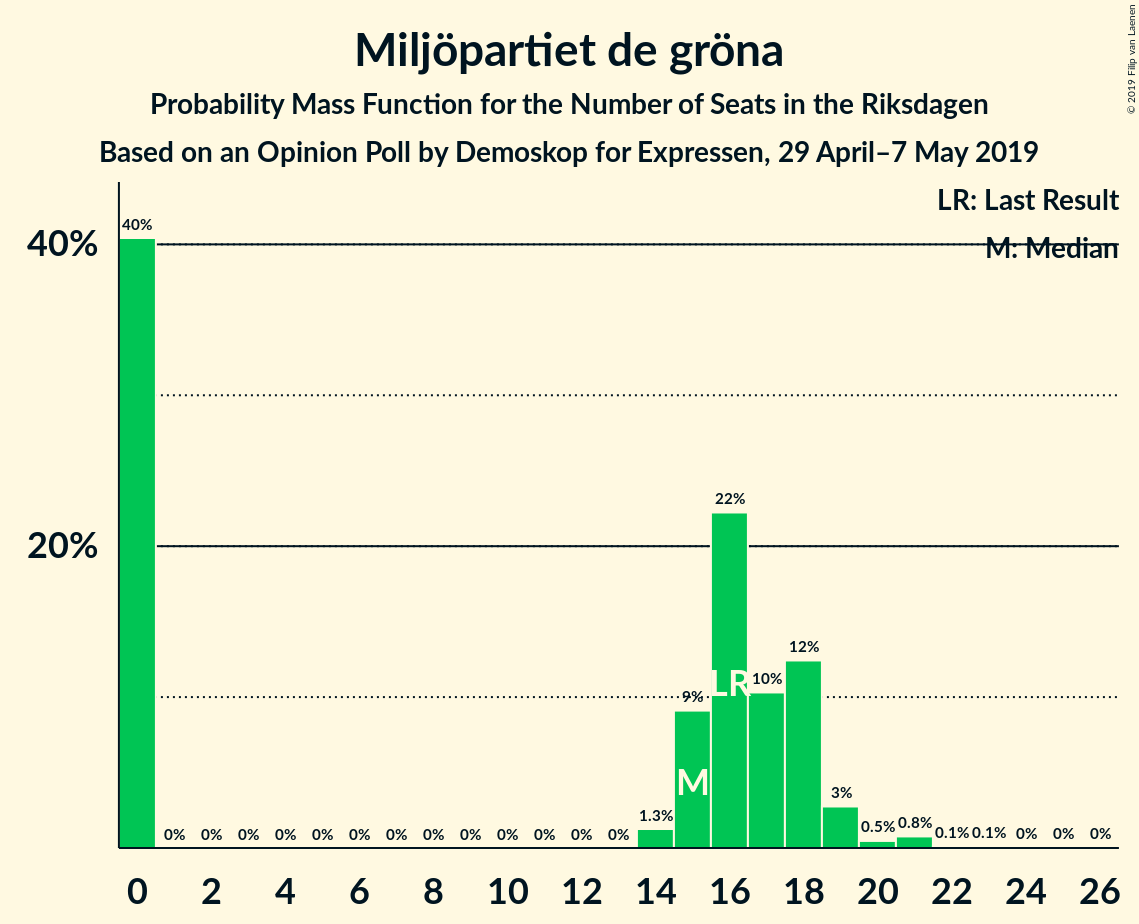 © 2019 Filip van Laenen
Miljöpartiet de gröna
Probability Mass Function for the Number of Seats in the Riksdagen
Based on an Opinion Poll by Demoskop for Expressen, 29 April–7 May 2019
LR: Last Result
M: Median
40%
20%
40% 0% 0% 0% 0% 0% 0% 0% 0% 0% 0% 0% 0% 0% 1.3% 9% 22% 10% 12% 3% 0.5% 0.8% 0.1% 0.1% 0% 0% 0%
LR
M
0 2 4 6 8 10 12 14 16 18 20 22 24 26